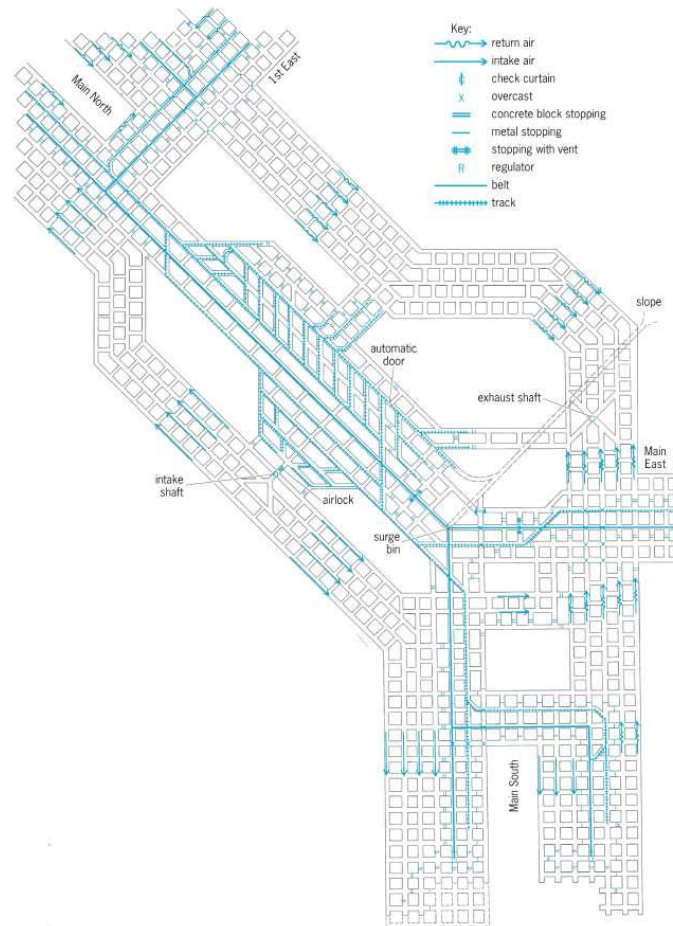 Key:
return air
intake air
check curtain
x overcast
concrete block stopping
metal stopping
stopping with vent
R regulator
belt
track
Main North
1st East
slope
automatic
door
exhaust shaft
Main
East
intake
shaft
airlock
surge
bin
Main South